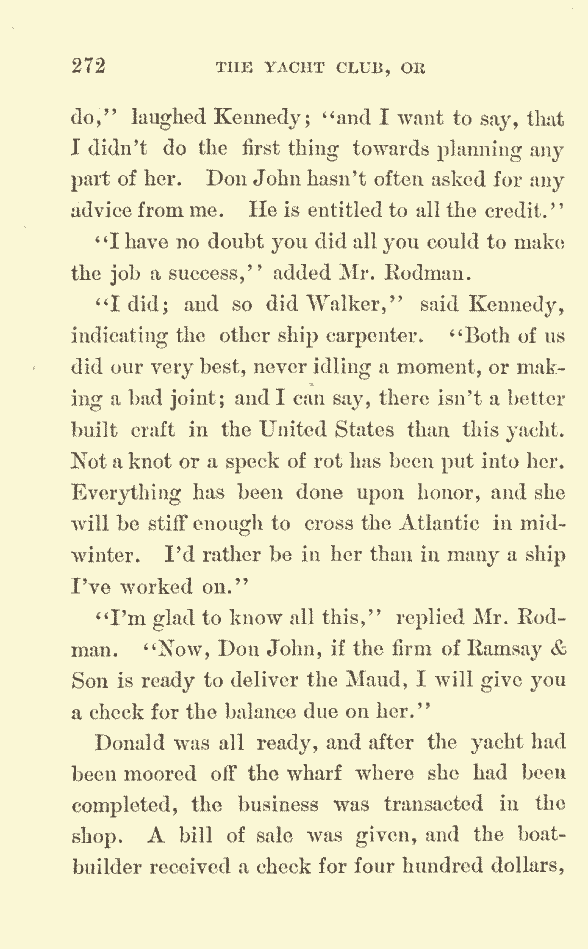 272 THE YACHT CLUB, OR
do,” laughed Kennedy; “and I want to say, that
I didn’t do the first thing towards planning any
part of her. Don John hasn’t often asked for any
advice from me. He is entitled to all the credit.”
“I have no doubt you did all you could to make
the job a success,” added Mr. Rodman.
“I did; and so did Walker,” said Kennedy,
indicating the other ship carpenter. “Both of us
did our very best, never idling a moment, or mak-
ing a bad joint; and I can say, there isn’t a better
built craft in the United States than this yacht.
Not a knot or a speck of rot has been put into her.
Everything has been done upon honor, and she
will be stiff enough to cross the Atlantic in mid-
winter. I’d rather be in her than in many a ship
I’ve worked on.”
“I’m glad to know all this,” replied Mr. Rod-
man. “Now, Don John, if the firm of Ramsay &
Son is ready to deliver the Maud, I will give you
a check for the balance due on her.”
Donald was all ready, and after the yacht had
been moored off the wharf where she had been
completed, the business was transacted in the
shop. A bill of sale was given, and the boat-
builder received a check for four hundred dollars,